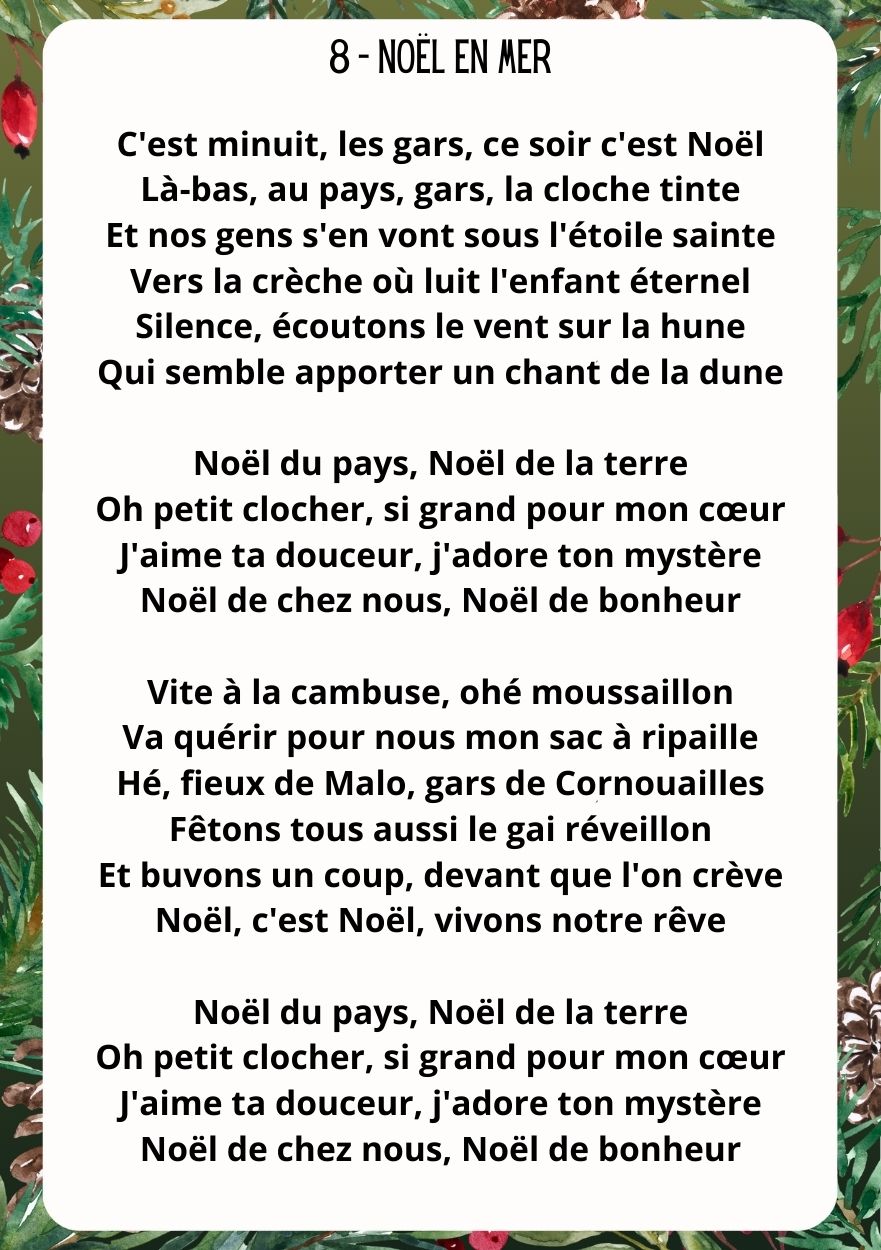 8 - NOËL EN MER
C'est minuit, les gars, ce soir c'est Noël
Là-bas, au pays, gars, la cloche tinte
Et nos gens s'en vont sous l'étoile sainte
Vers la crèche où luit l'enfant éternel
Silence, écoutons le vent sur la hune
Qui semble apporter un chant de la dune
Noël du pays, Noël de la terre
Oh petit clocher, si grand pour mon cœur
J'aime ta douceur, j'adore ton mystère
Noël de chez nous, Noël de bonheur
Vite à la cambuse, ohé moussaillon
Va quérir pour nous mon sac à ripaille
Hé, fieux de Malo, gars de Cornouailles
Fêtons tous aussi le gai réveillon
Et buvons un coup, devant que l'on crève
Noël, c'est Noël, vivons notre rêve
Noël du pays, Noël de la terre
Oh petit clocher, si grand pour mon cœur
J'aime ta douceur, j'adore ton mystère
Noël de chez nous, Noël de bonheur